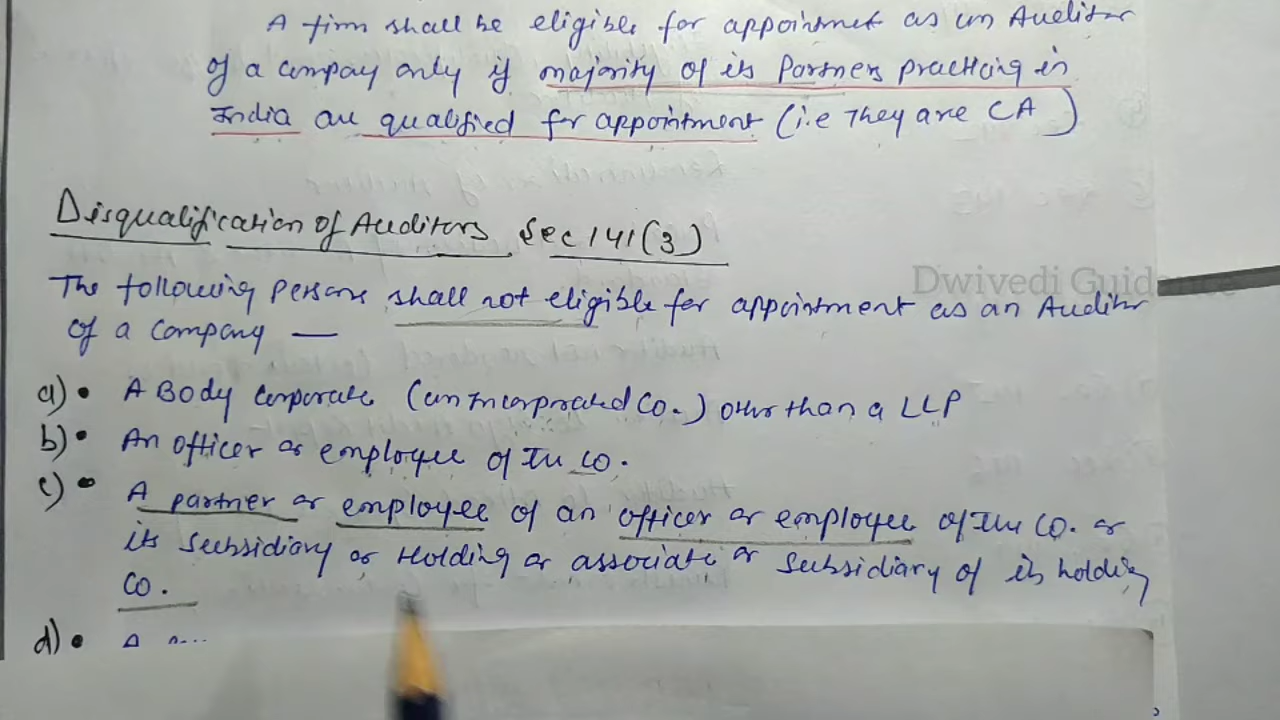 A firm shall be eligible for appointmet as an Auditor
of a compay only if majority of its Partners practicing in
India are qualified for appointment (i.e They are CA)
Disqualification of Auditors Sec 141(3)
Dwivedi Guidance
The following persons shall not eligible for appointment as an Auditor
of a company —
a) • A Body Corporate (an Incorporated Co.) other than a LLP
b) • An officer or employee of the CO.
c) • A partner or employee of an officer or employee of the CO. or
its subsidiary or Holding or associate or subsidiary of its holding
CO.
d) • A